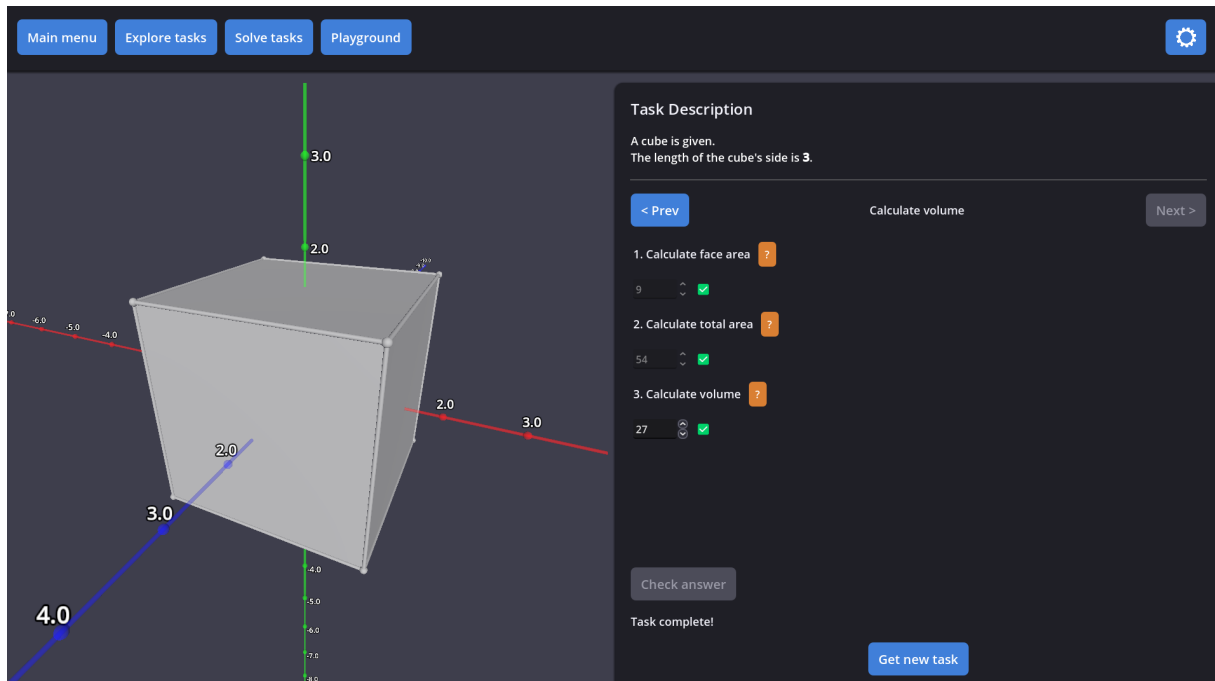 Main menu
Explore tasks
Solve tasks
Playground
3.0
2.0
-6.0
-5.0
-4.0
2.0
3.0
2.0
3.0
4.0
-4.0
-5.0
-6.0
-7.0
-8.0
Task Description
A cube is given.
The length of the cube's side is 3.
< Prev
Calculate volume
Next >
1. Calculate face area ?
9
2. Calculate total area ?
54
3. Calculate volume ?
27
Check answer
Task complete!
Get new task